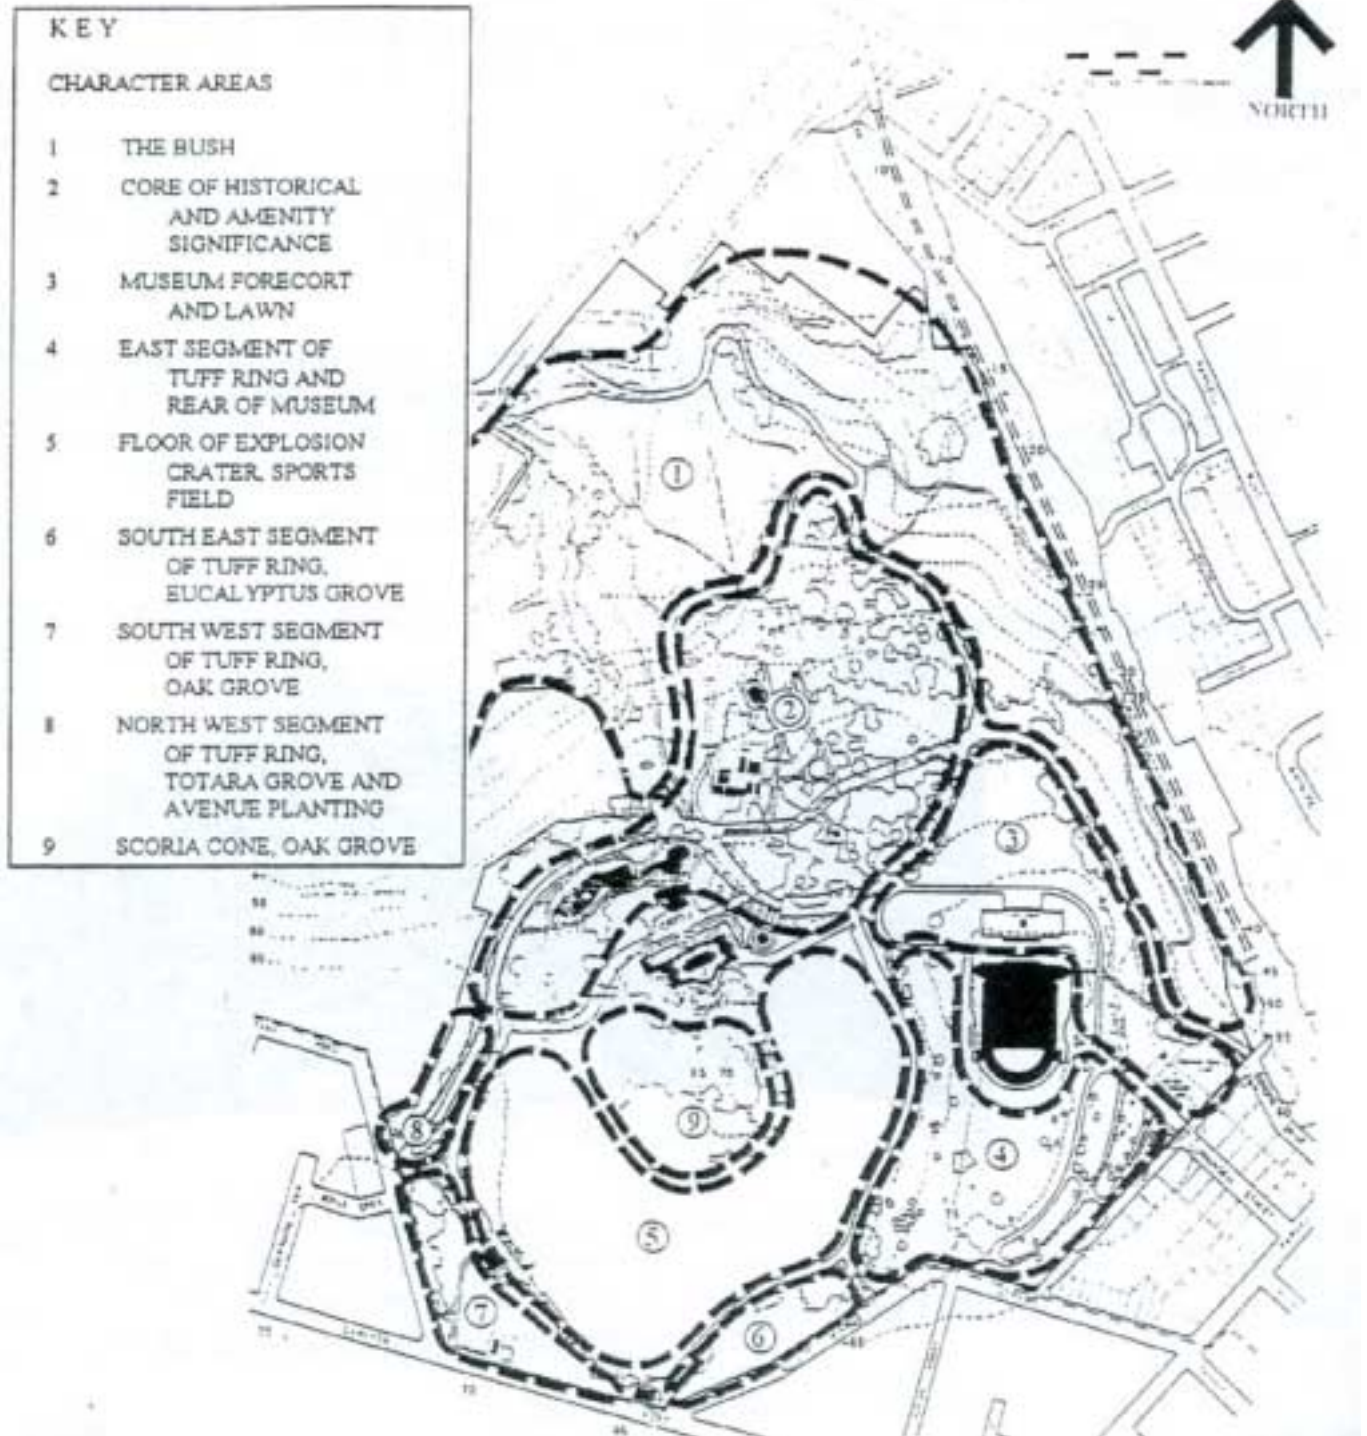 KEY
CHARACTER AREAS
1 THE BUSH
2 CORE OF HISTORICAL
AND AMENITY
SIGNIFICANCE
3 MUSEUM FORECORT
AND LAWN
4 EAST SEGMENT OF
TUFF RING AND
REAR OF MUSEUM
5 FLOOR OF EXPLOSION
CRATER, SPORTS
FIELD
6 SOUTH EAST SEGMENT
OF TUFF RING,
EUCALYPTUS GROVE
7 SOUTH WEST SEGMENT
OF TUFF RING,
OAK GROVE
8 NORTH WEST SEGMENT
OF TUFF RING,
TOTARA GROVE AND
AVENUE PLANTING
9 SCORIA CONE, OAK GROVE
NORTH
1
2
3
9
8
4
5
7
6